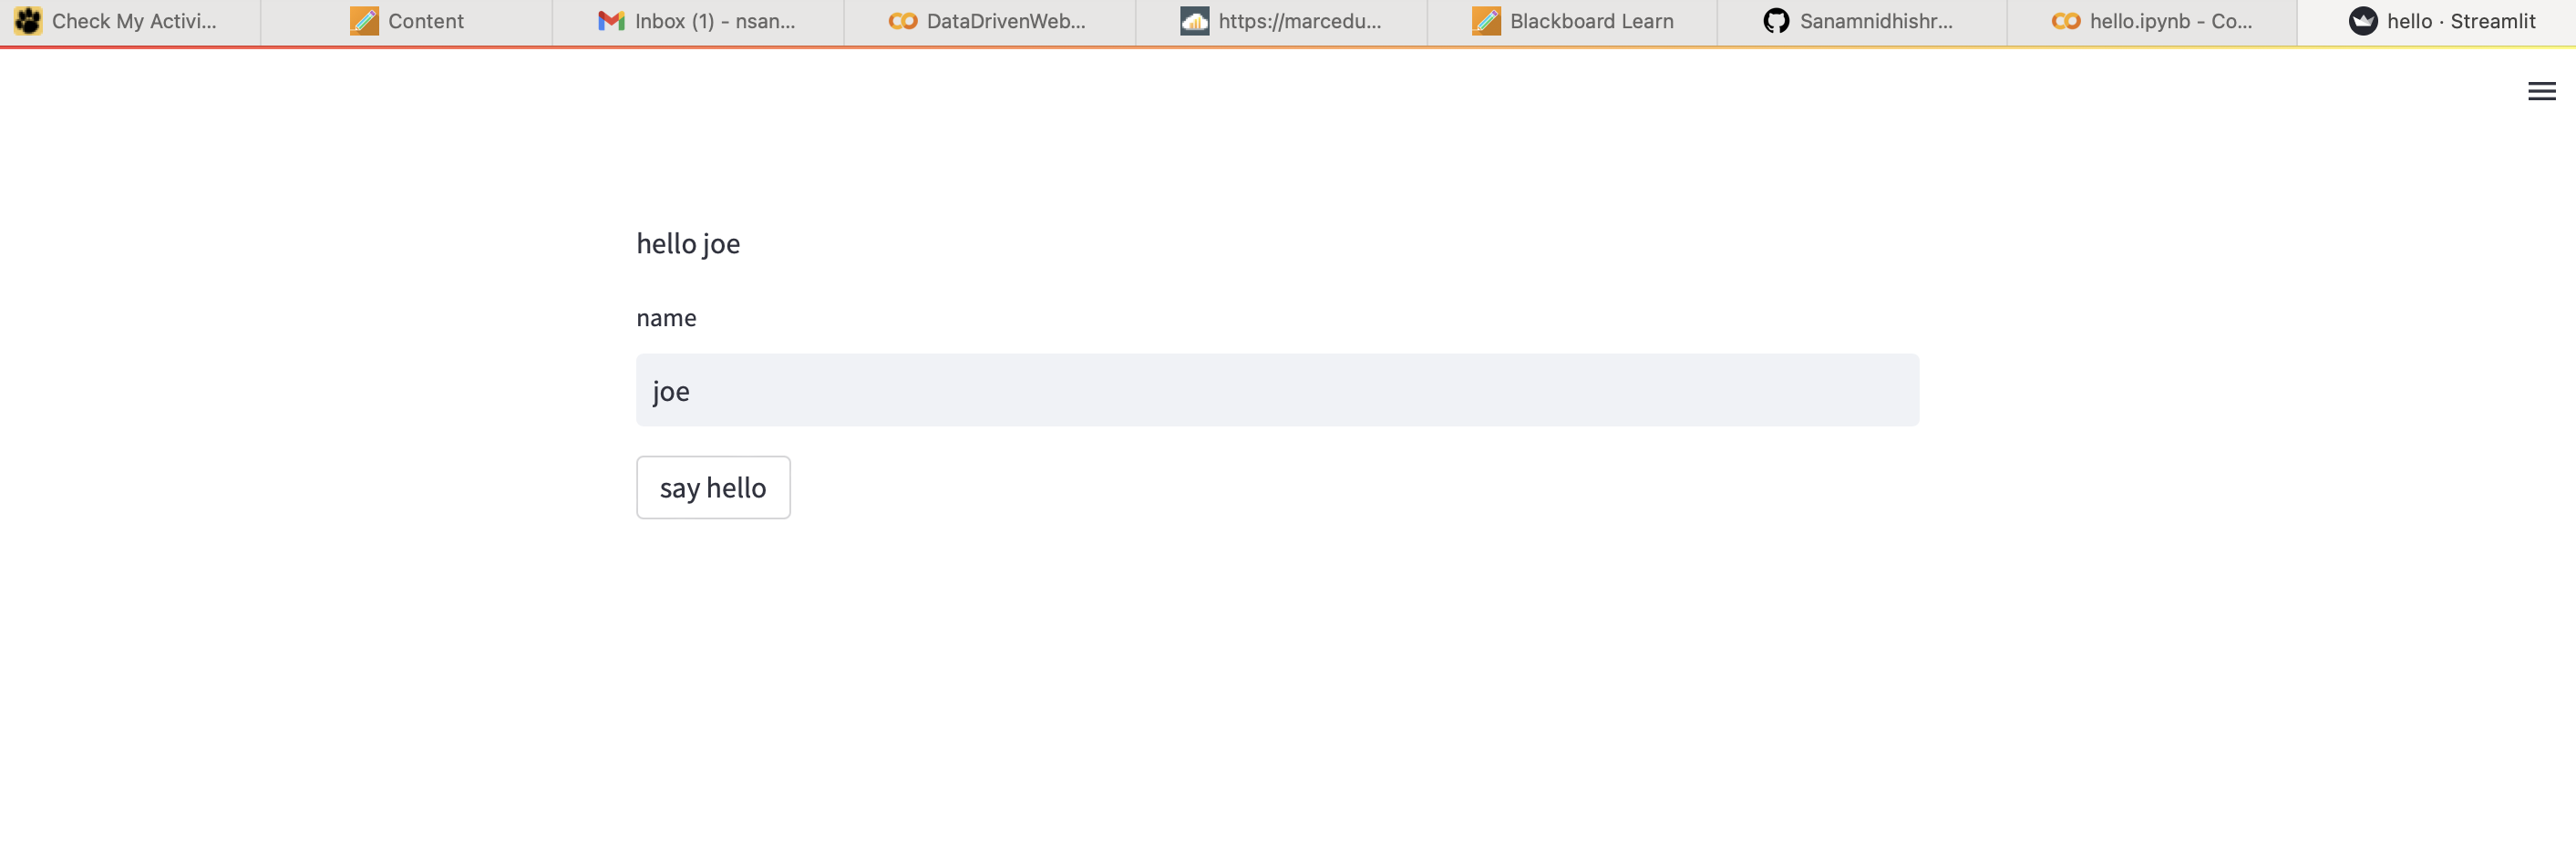 Check My Activi...
Content
Inbox (1) - nsan...
DataDrivenWeb...
https://marcedu...
Blackboard Learn
Sanamnidhishr...
hello.ipynb - Co...
hello · Streamlit
hello joe
name
joe
say hello